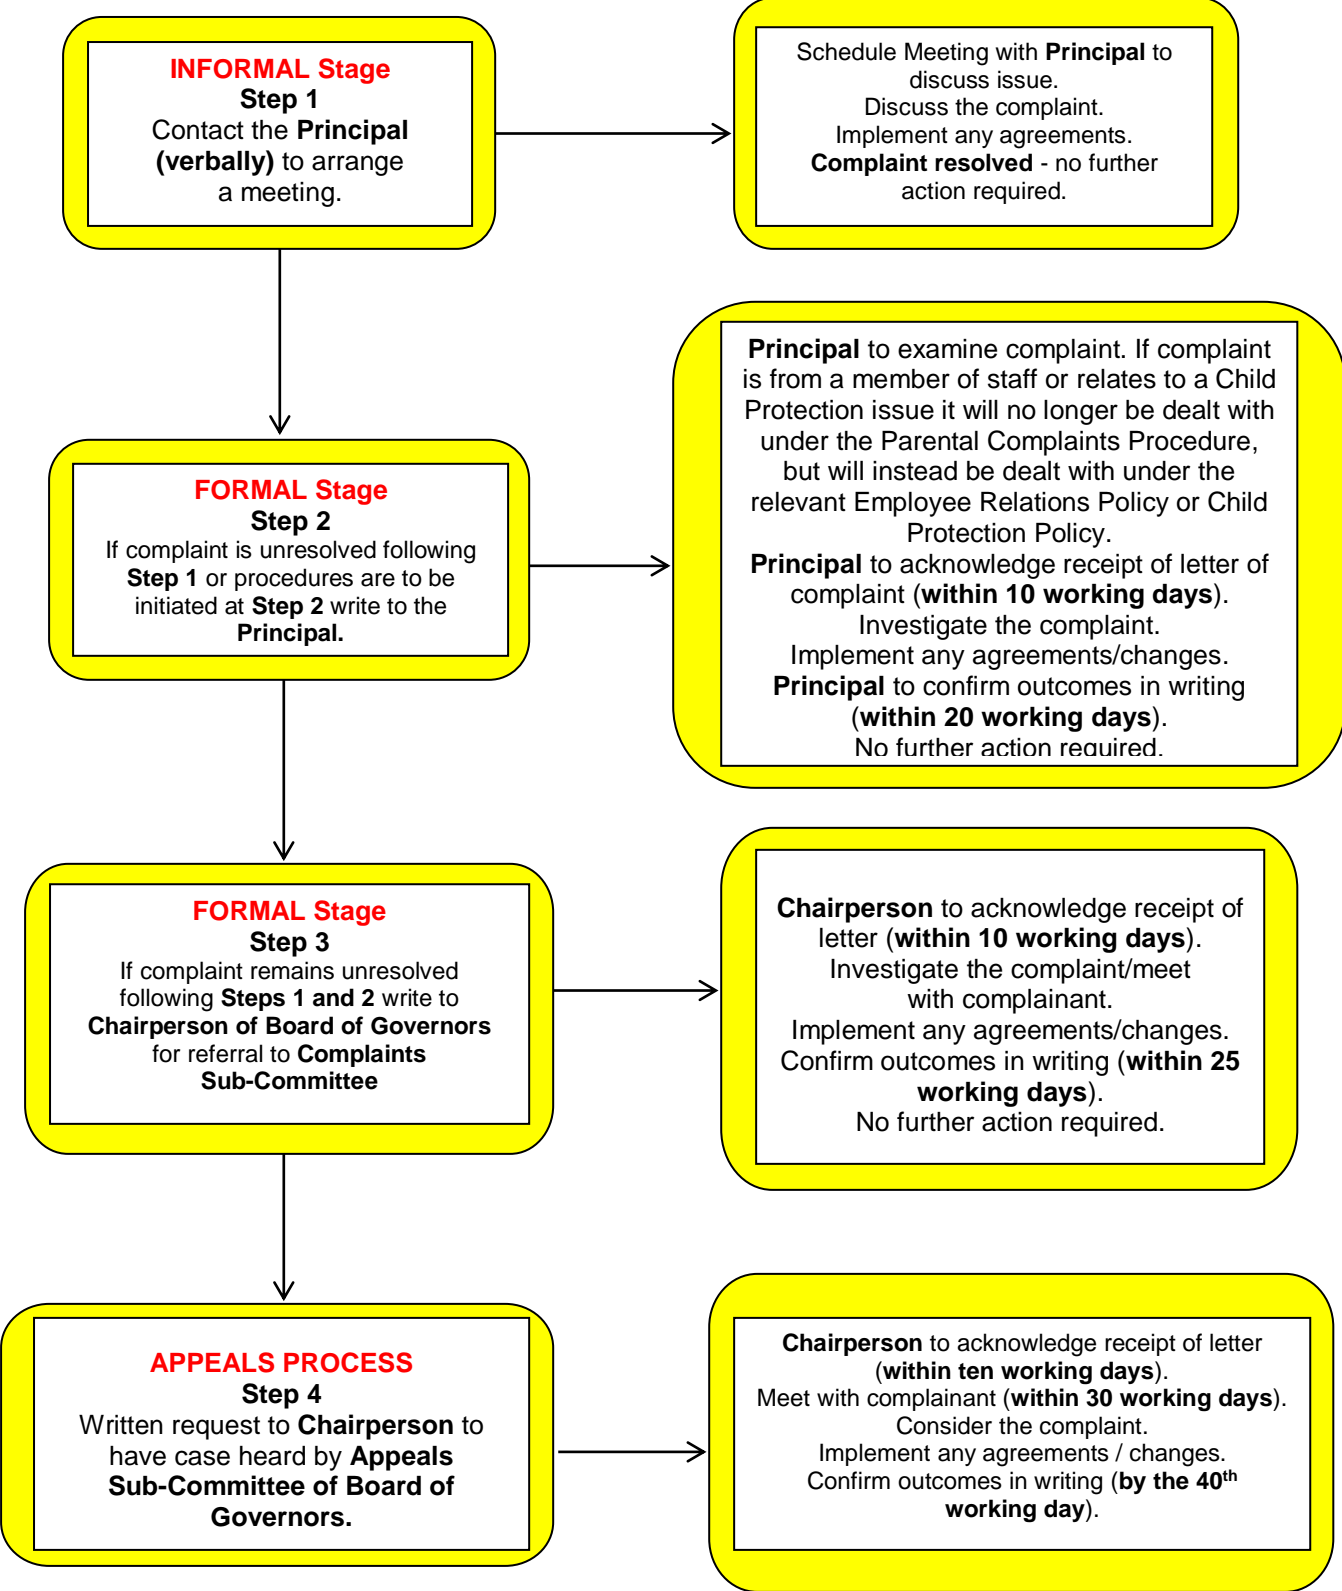 INFORMAL Stage
Step 1
Contact the Principal
(verbally) to arrange
a meeting.
Schedule Meeting with Principal to
discuss issue.
Discuss the complaint.
Implement any agreements.
Complaint resolved - no further
action required.
FORMAL Stage
Step 2
If complaint is unresolved following
Step 1 or procedures are to be
initiated at Step 2 write to the
Principal.
Principal to examine complaint. If complaint
is from a member of staff or relates to a Child
Protection issue it will no longer be dealt with
under the Parental Complaints Procedure,
but will instead be dealt with under the
relevant Employee Relations Policy or Child
Protection Policy.
Principal to acknowledge receipt of letter of
complaint (within 10 working days).
Investigate the complaint.
Implement any agreements/changes.
Principal to confirm outcomes in writing
(within 20 working days).
No further action required.
FORMAL Stage
Step 3
If complaint remains unresolved
following Steps 1 and 2 write to
Chairperson of Board of Governors
for referral to Complaints
Sub-Committee
Chairperson to acknowledge receipt of
letter (within 10 working days).
Investigate the complaint/meet
with complainant.
Implement any agreements/changes.
Confirm outcomes in writing (within 25
working days).
No further action required.
APPEALS PROCESS
Step 4
Written request to Chairperson to
have case heard by Appeals
Sub-Committee of Board of
Governors.
Chairperson to acknowledge receipt of letter
(within ten working days).
Meet with complainant (within 30 working days).
Consider the complaint.
Implement any agreements / changes.
Confirm outcomes in writing (by the 40th
working day).